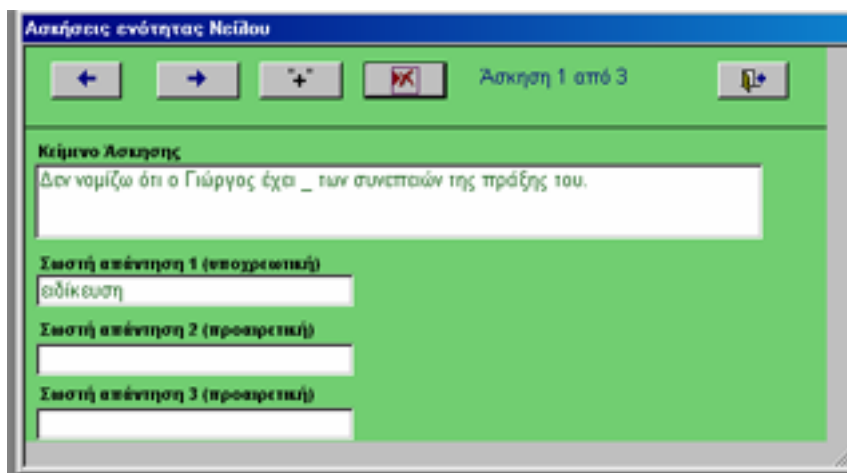 Ασκήσεις ενότητας Νείλου
"+" Άσκηση 1 από 3
Κείμενο Άσκησης
Δεν νομίζω ότι ο Γιώργος έχει _ των συνεπειών της πράξης του.
Σωστή απάντηση 1 (υποχρεωτική)
ειδίκευση
Σωστή απάντηση 2 (προαιρετική)
Σωστή απάντηση 3 (προαιρετική)